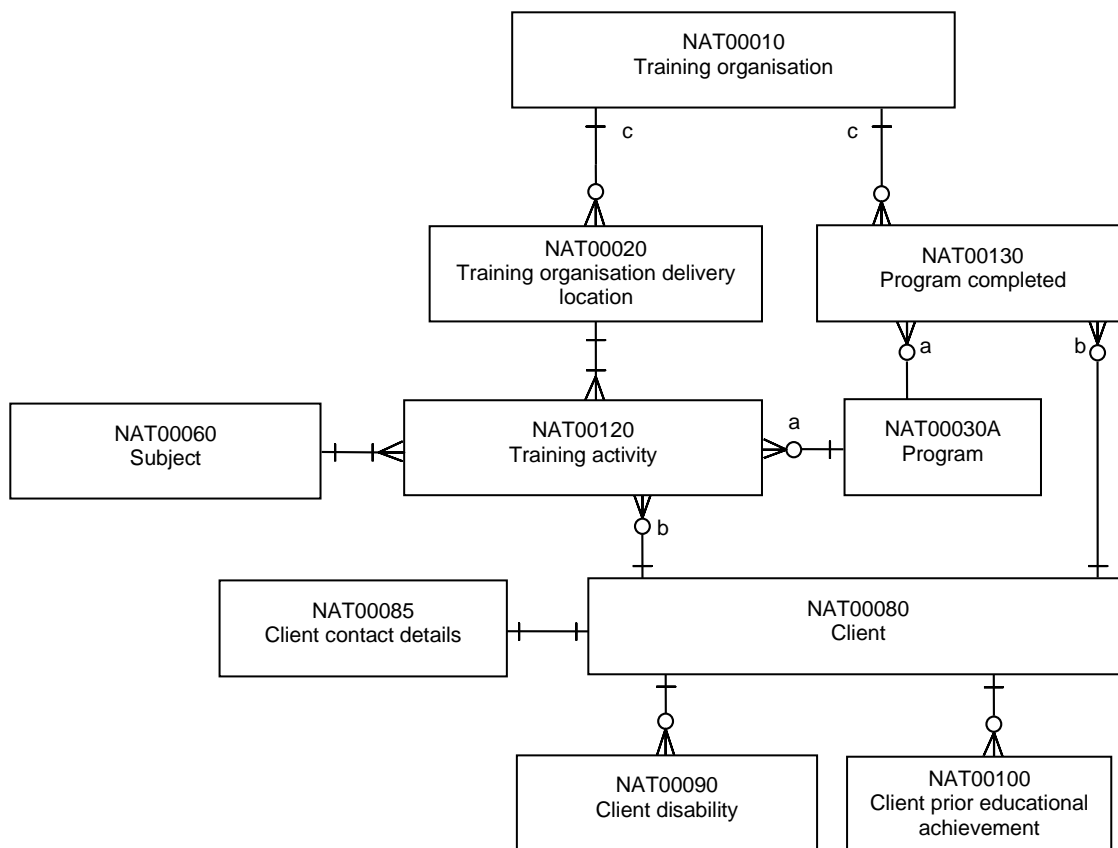 NAT00010
Training organisation
c
c
NAT00020
Training organisation delivery
location
NAT00130
Program completed
a
b
NAT00060
Subject
NAT00120
Training activity
a
NAT00030A
Program
b
NAT00085
Client contact details
NAT00080
Client
NAT00090
Client disability
NAT00100
Client prior educational
achievement